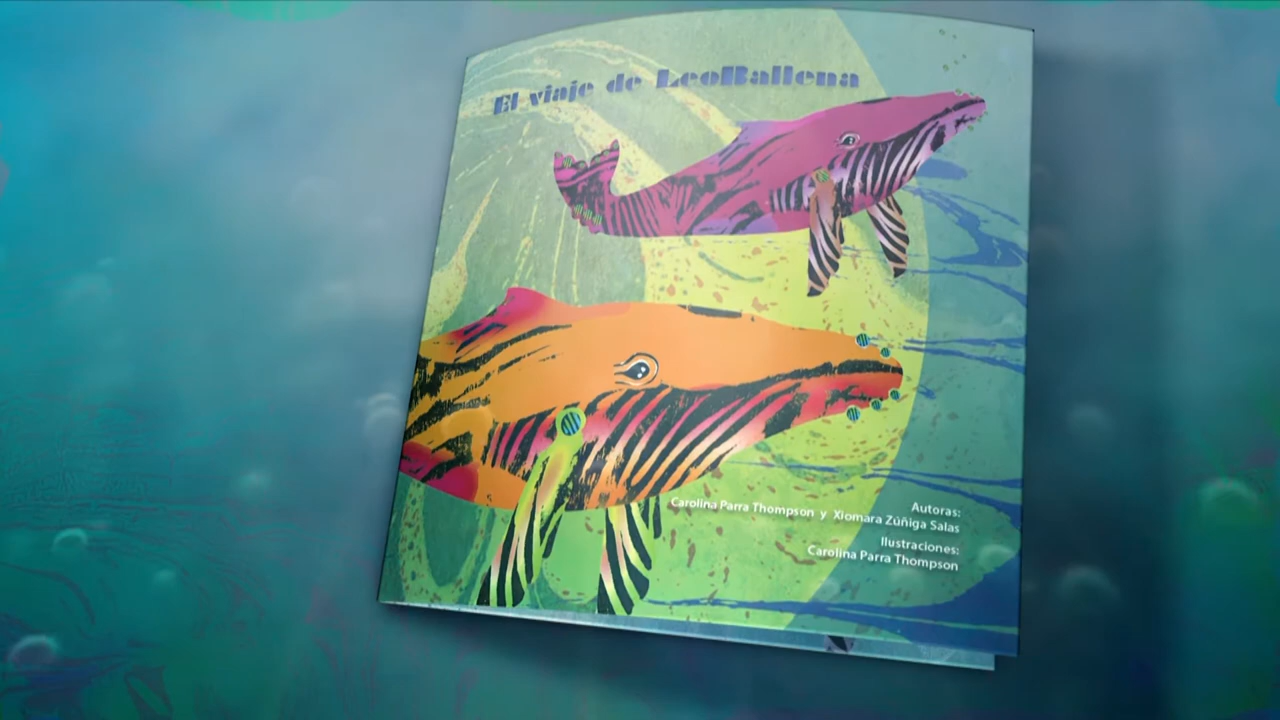 El viaje de LeoBallena
Autoras:
Carolina Parra Thompson y Xiomara Zúñiga Salas
Ilustraciones:
Carolina Parra Thompson